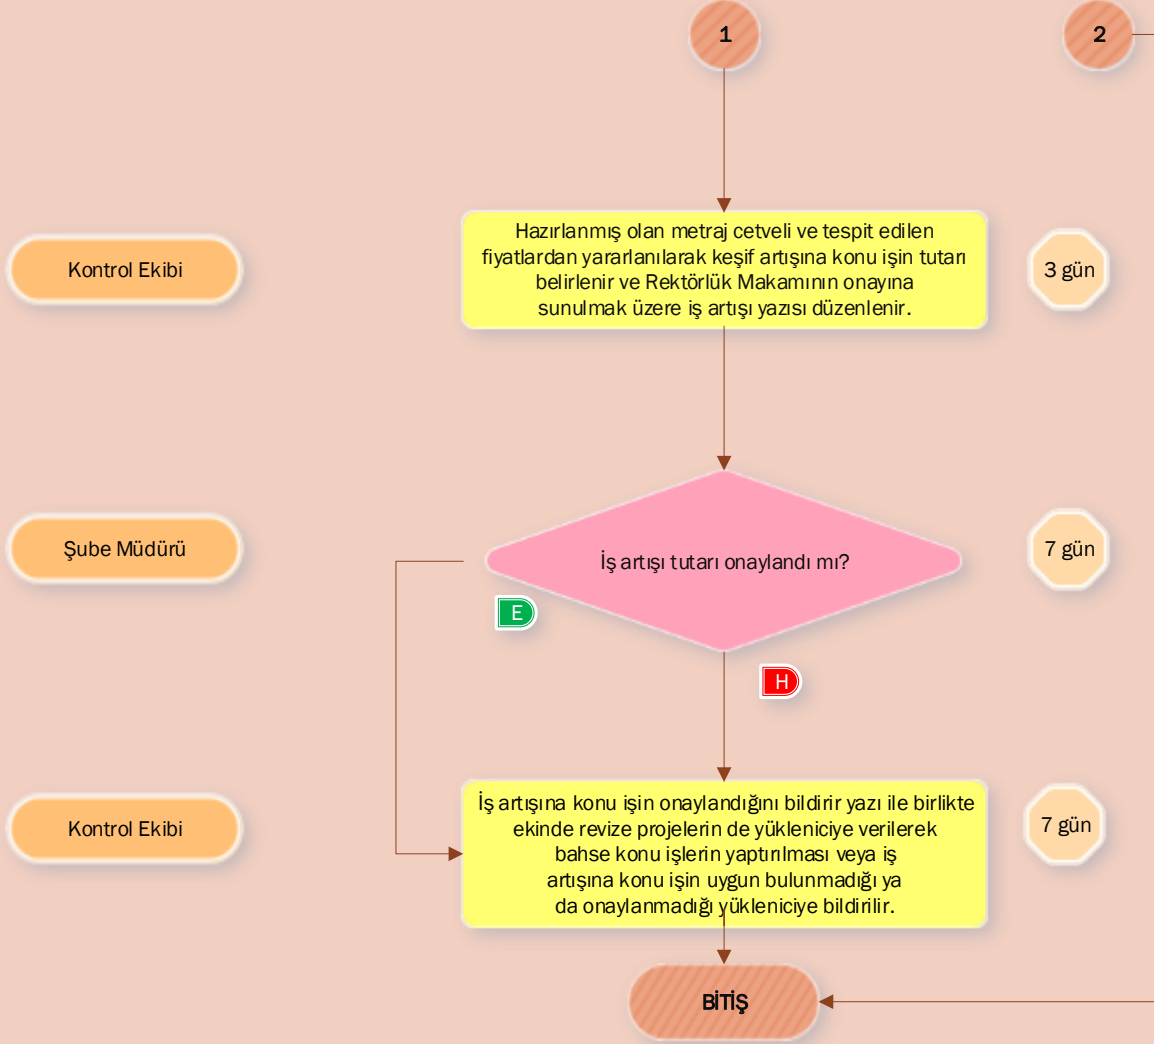 1
2
Kontrol Ekibi
Hazırlanmış olan metraj cetveli ve tespit edilen
fiyatlardan yararlanılarak keşif artışına konu işin tutarı
belirlenir ve Rektörlük Makamının onayına
sunulmak üzere iş artışı yazısı düzenlenir.
3 gün
Şube Müdürü
İş artışı tutarı onaylandı mı?
7 gün
E
H
Kontrol Ekibi
İş artışına konu işin onaylandığını bildirir yazı ile birlikte
ekinde revize projelerin de yükleniciye verilerek
bahse konu işlerin yaptırılması veya iş
artışına konu işin uygun bulunmadığı ya
da onaylanmadığı yükleniciye bildirilir.
7 gün
BİTİŞ